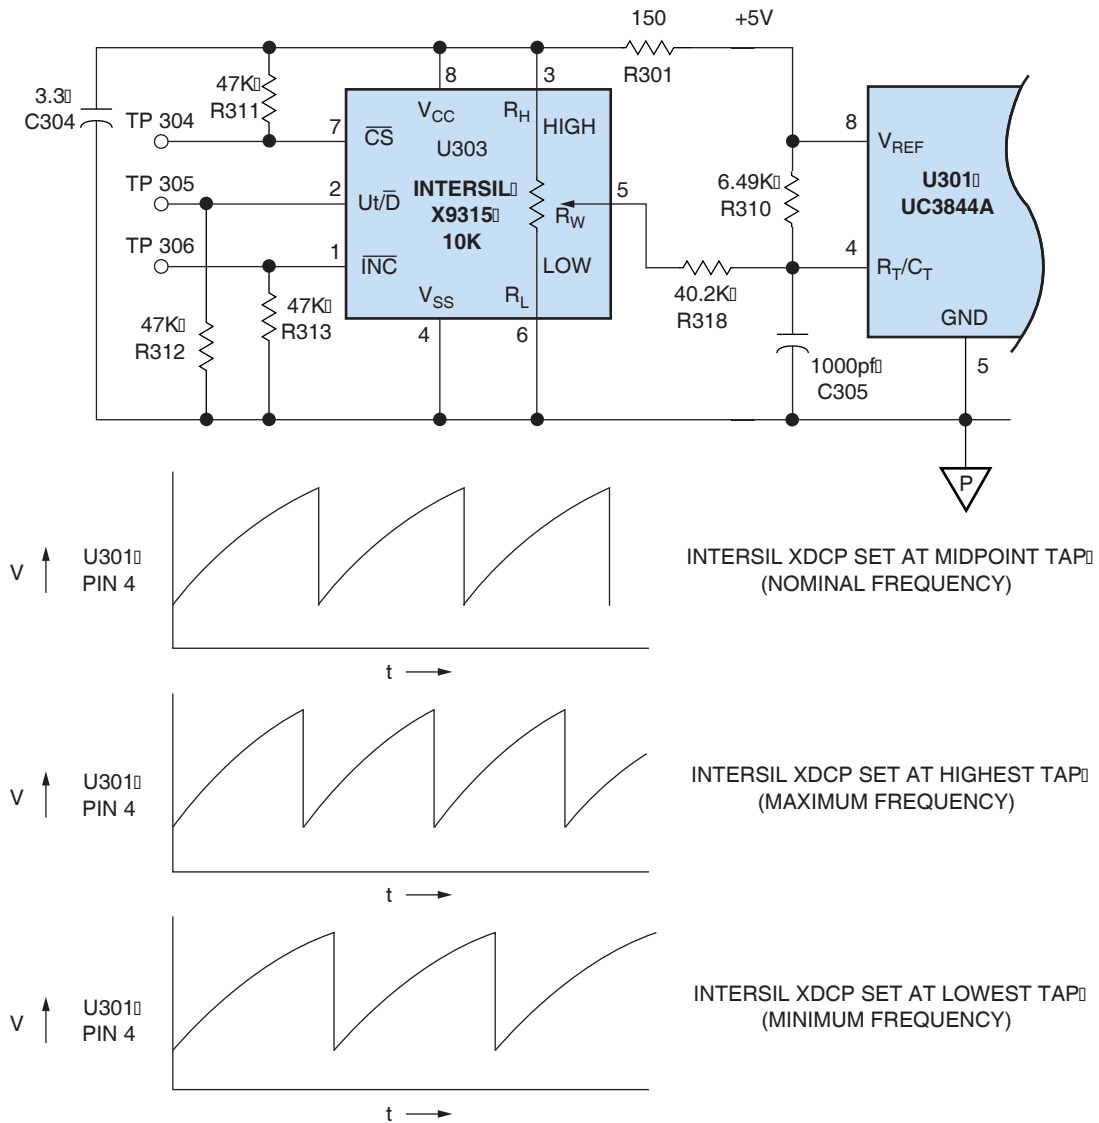 150
+5V
R301
8
3
47K▯
R311
3.3▯
C304
TP 304
7
CS
VCC
RH
HIGH
U303
8
VREF
TP 305
2
Ut/D
INTERSIL▯
X9315▯
10K
5
RW
6.49K▯
R310
U301▯
UC3844A
TP 306
1
INC
LOW
4
RT/CT
VSS
RL
40.2K▯
R318
47K▯
R312
47K▯
R313
4
6
GND
5
1000pf▯
C305
P
V
U301▯
PIN 4
INTERSIL XDCP SET AT MIDPOINT TAP▯
(NOMINAL FREQUENCY)
t
V
U301▯
PIN 4
INTERSIL XDCP SET AT HIGHEST TAP▯
(MAXIMUM FREQUENCY)
t
V
U301▯
PIN 4
INTERSIL XDCP SET AT LOWEST TAP▯
(MINIMUM FREQUENCY)
t